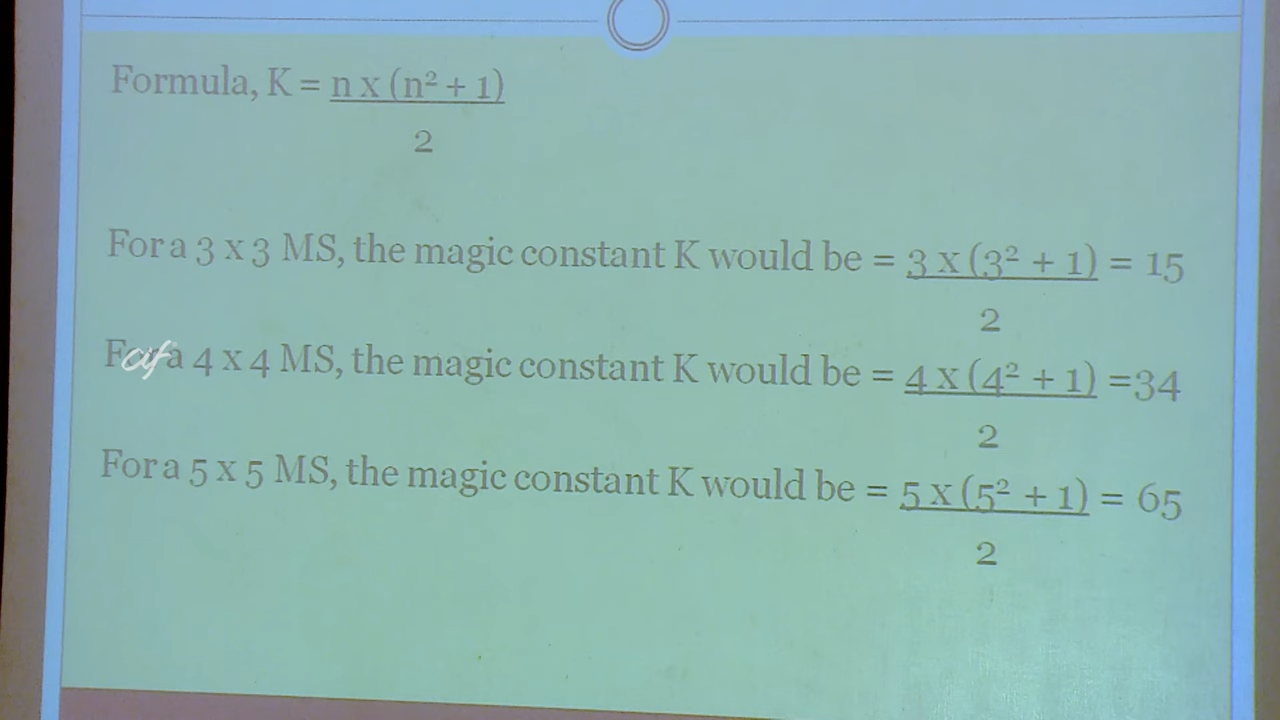 Formula, K = n x (n² + 1)
2
For a 3 x 3 MS, the magic constant K would be = 3 x (3² + 1) = 15
2
a 4 x 4 MS, the magic constant K would be = 4 x (4² + 1) =34
2
For a 5 x 5 MS, the magic constant K would be = 5 x (5² + 1) = 65
2